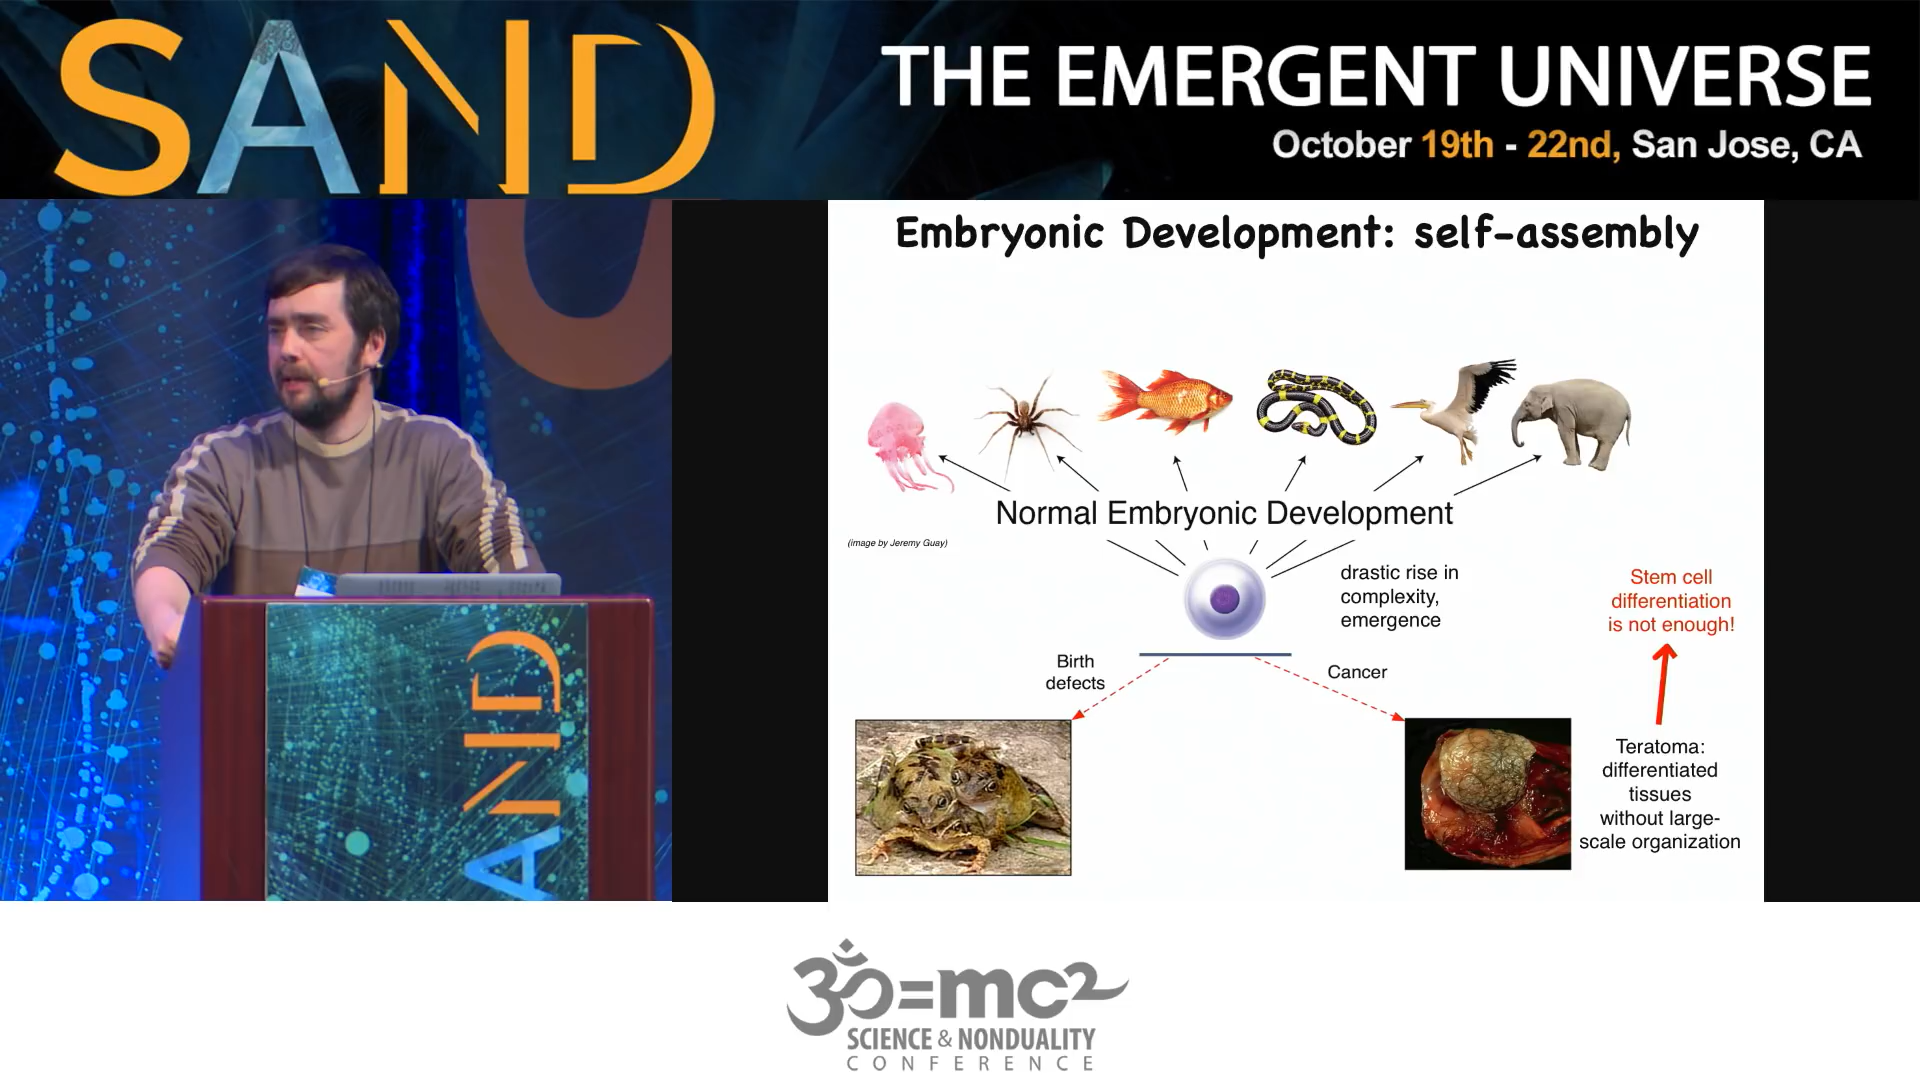 SAND
THE EMERGENT UNIVERSE
October 19th - 22nd, San Jose, CA
Embryonic Development: self-assembly
Normal Embryonic Development
(image by Jeremy Guay)
drastic rise in
complexity,
emergence
Stem cell
differentiation
is not enough!
Birth
defects
Cancer
Teratoma:
differentiated
tissues
without large-
scale organization
AND
ॐ=mc2
SCIENCE & NONDUALITY
CONFERENCE